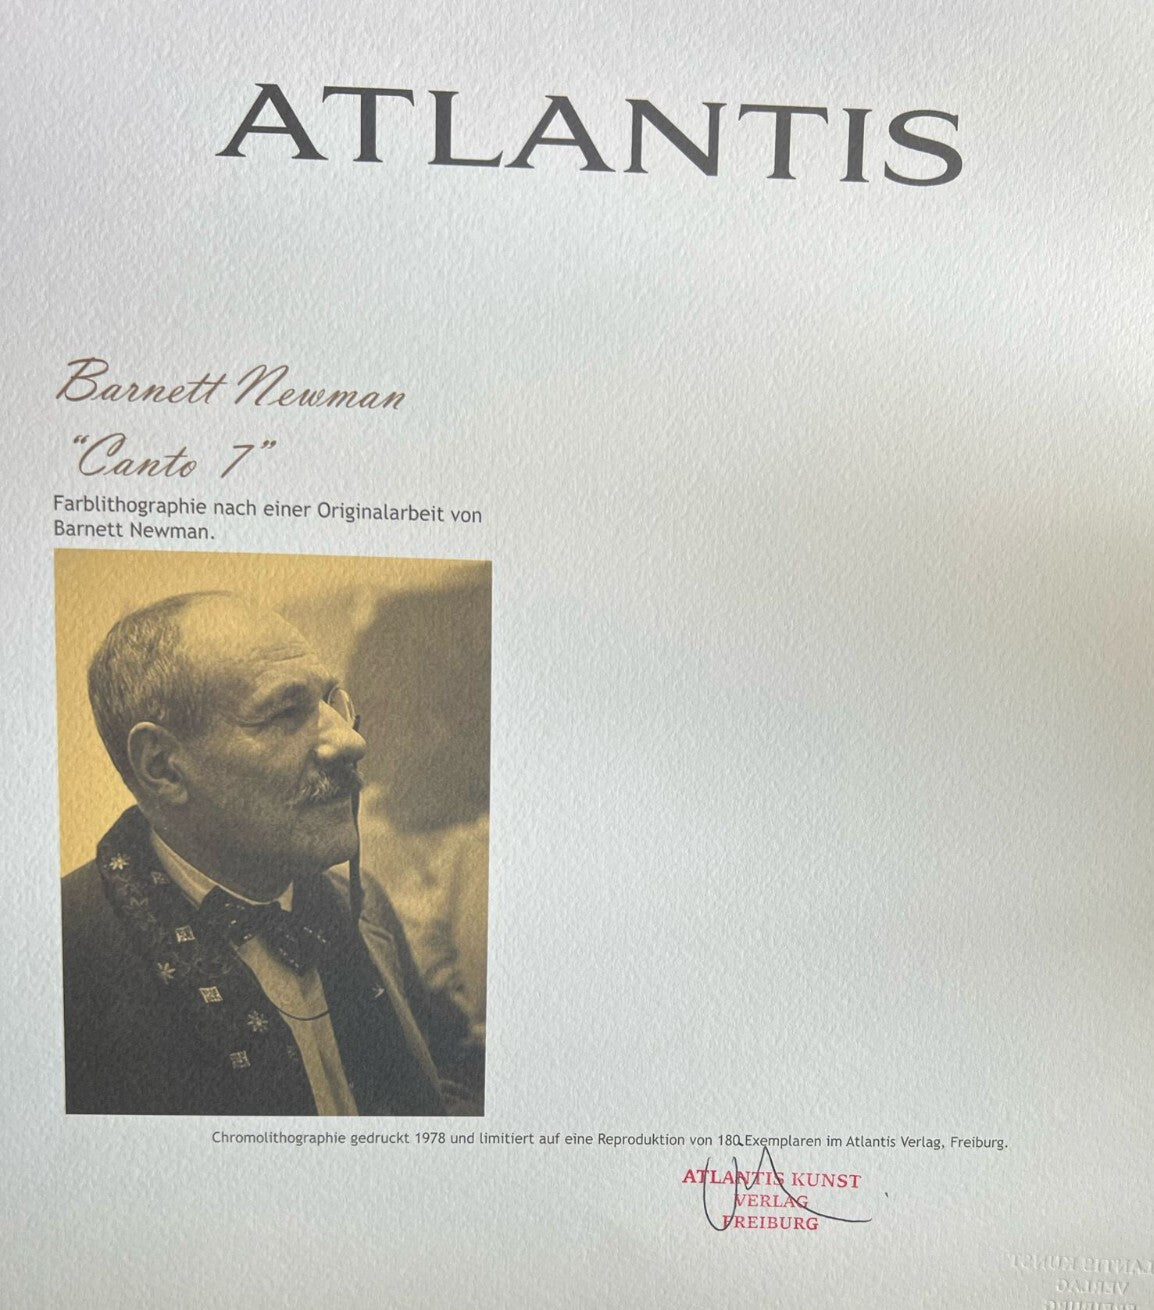 ATLANTIS
Barnett Newman
“Canto 7”
Farblithographie nach einer Originalarbeit von
Barnett Newman.
Chromolithographie gedruckt 1978 und limitiert auf eine Reproduktion von 180 Exemplaren im Atlantis Verlag, Freiburg.
ATLANTIS KUNST
VERLAG
FREIBURG